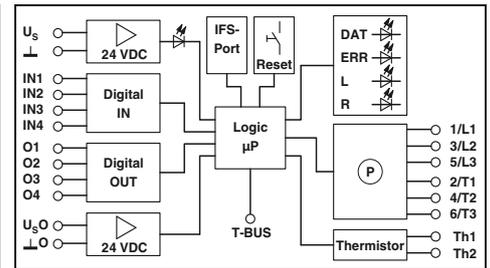 U_S
⊥
24 VDC
IFS-
Port
Reset
DAT
ERR
L
R
IN1
IN2
IN3
IN4
Digital
IN
Logic
µP
O1
O2
O3
O4
Digital
OUT
P
1/L1
3/L2
5/L3
2/T1
4/T2
6/T3
U_SO
⊥O
24 VDC
T-BUS
Thermistor
Th1
Th2